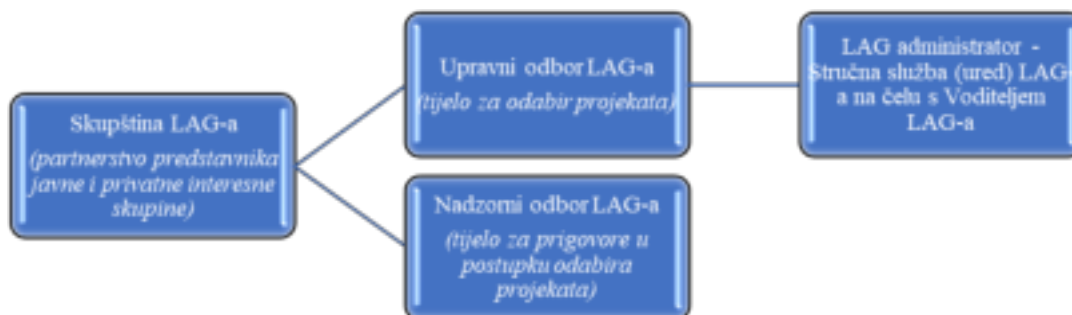 Skupština LAG-a
(partnerstvo predstavnika
javne i privatne interesne
skupine)
Upravni odbor LAG-a
(tijelo za odabir projekata)
Nadzorni odbor LAG-a
(tijelo za prigovore u
postupku odabira
projekata)
LAG administrator -
Stručna služba (ured) LAG-
a na čelu s Voditeljem
LAG-a